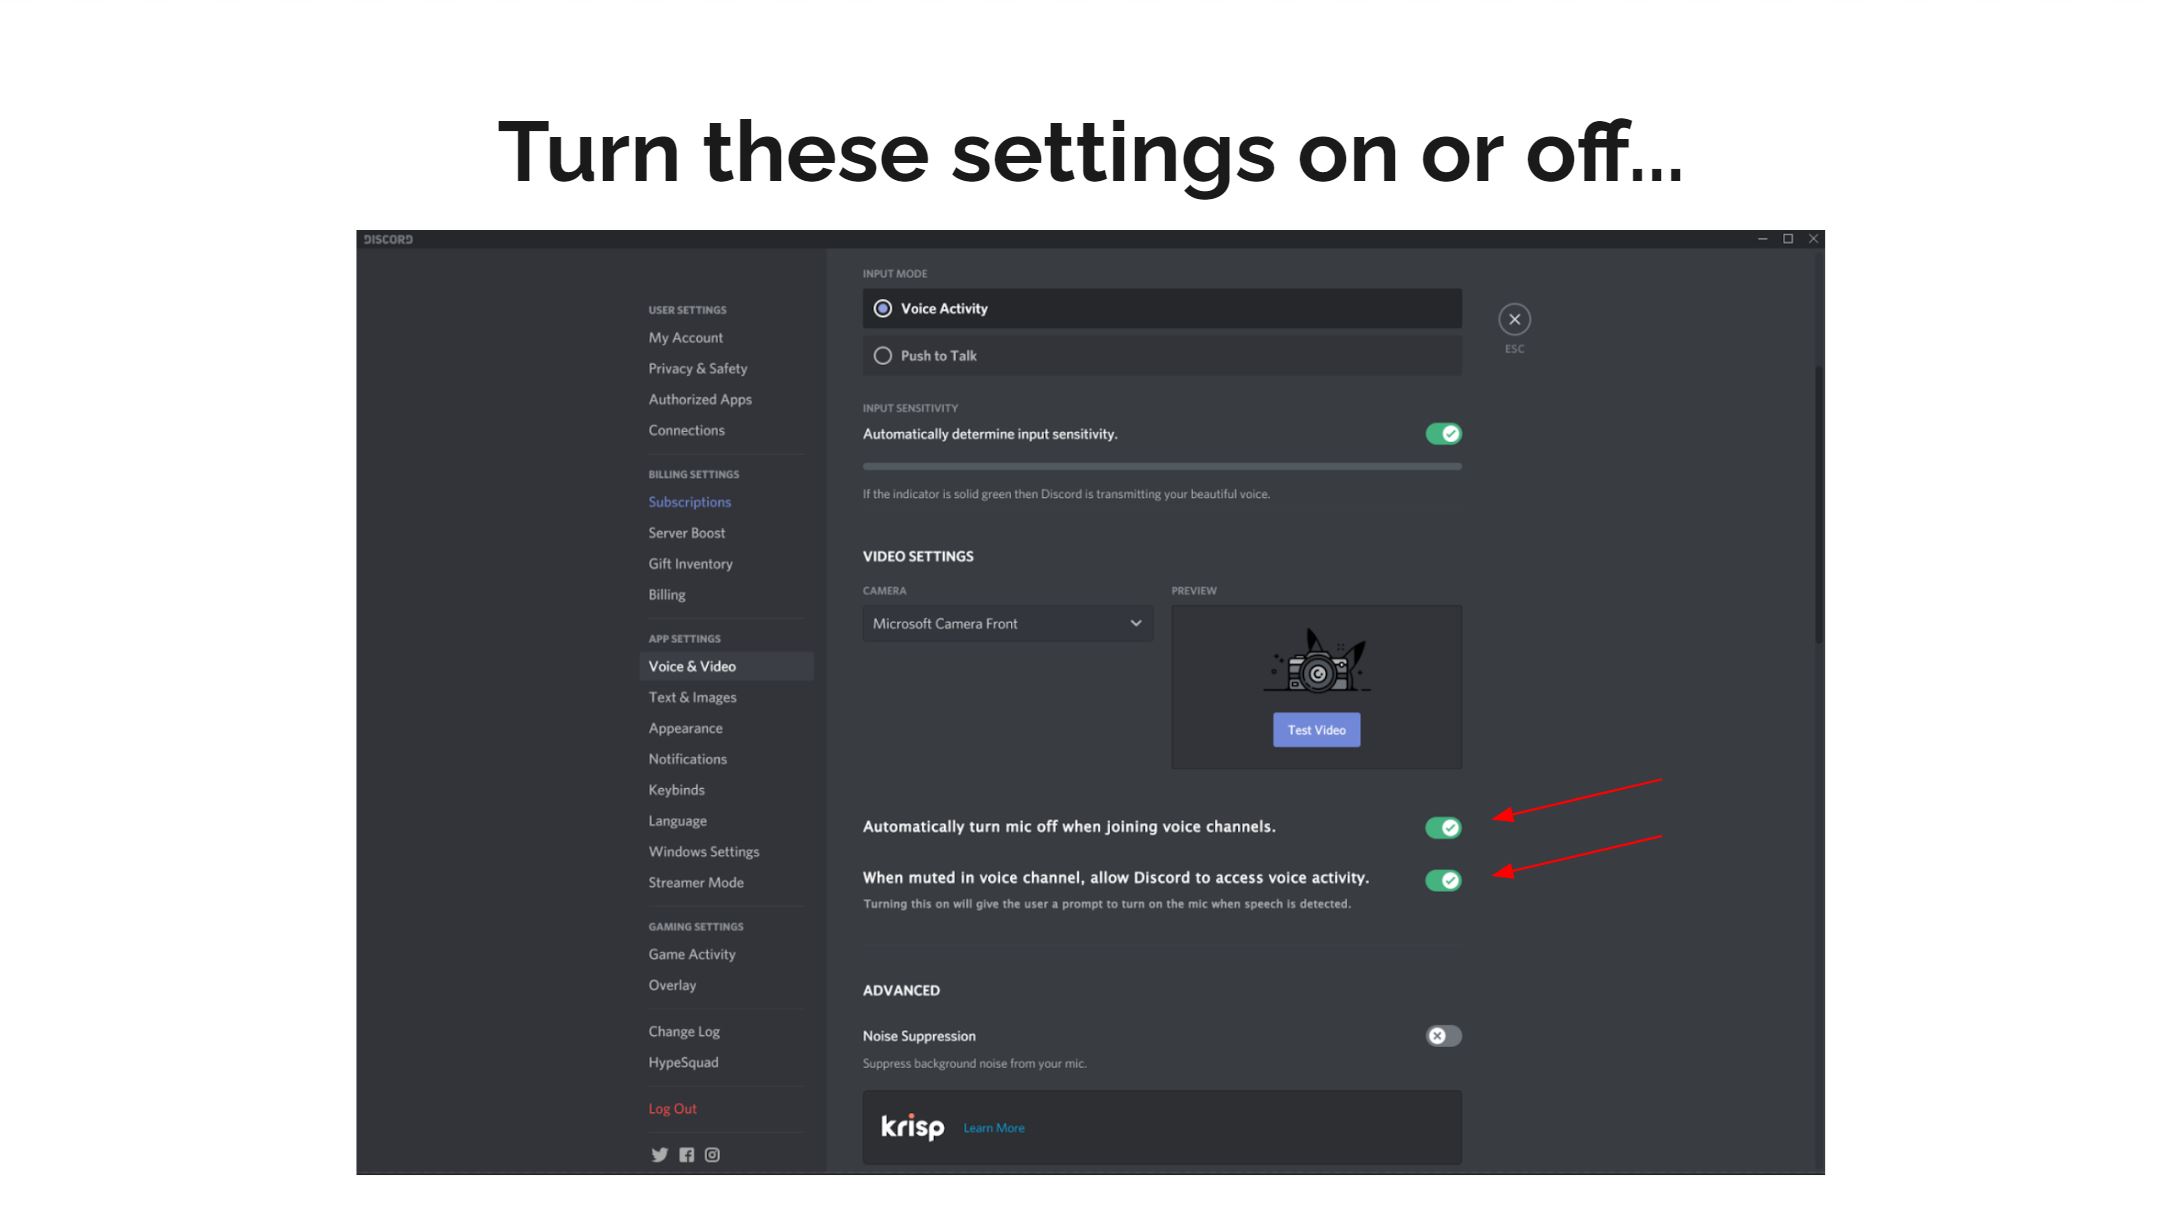 Turn these settings on or off...
DISCORD
USER SETTINGS
My Account
Privacy & Safety
Authorized Apps
Connections
BILLING SETTINGS
Subscriptions
Server Boost
Gift Inventory
Billing
APP SETTINGS
Voice & Video
Text & Images
Appearance
Notifications
Keybinds
Language
Windows Settings
Streamer Mode
GAMING SETTINGS
Game Activity
Overlay
Change Log
HypeSquad
Log Out
INPUT MODE
Voice Activity
Push to Talk
ESC
INPUT SENSITIVITY
Automatically determine input sensitivity.
If the indicator is solid green then Discord is transmitting your beautiful voice.
VIDEO SETTINGS
CAMERA
Microsoft Camera Front
PREVIEW
Test Video
Automatically turn mic off when joining voice channels.
When muted in voice channel, allow Discord to access voice activity.
Turning this on will give the user a prompt to turn on the mic when speech is detected.
ADVANCED
Noise Suppression
Suppress background noise from your mic.
krisp Learn More